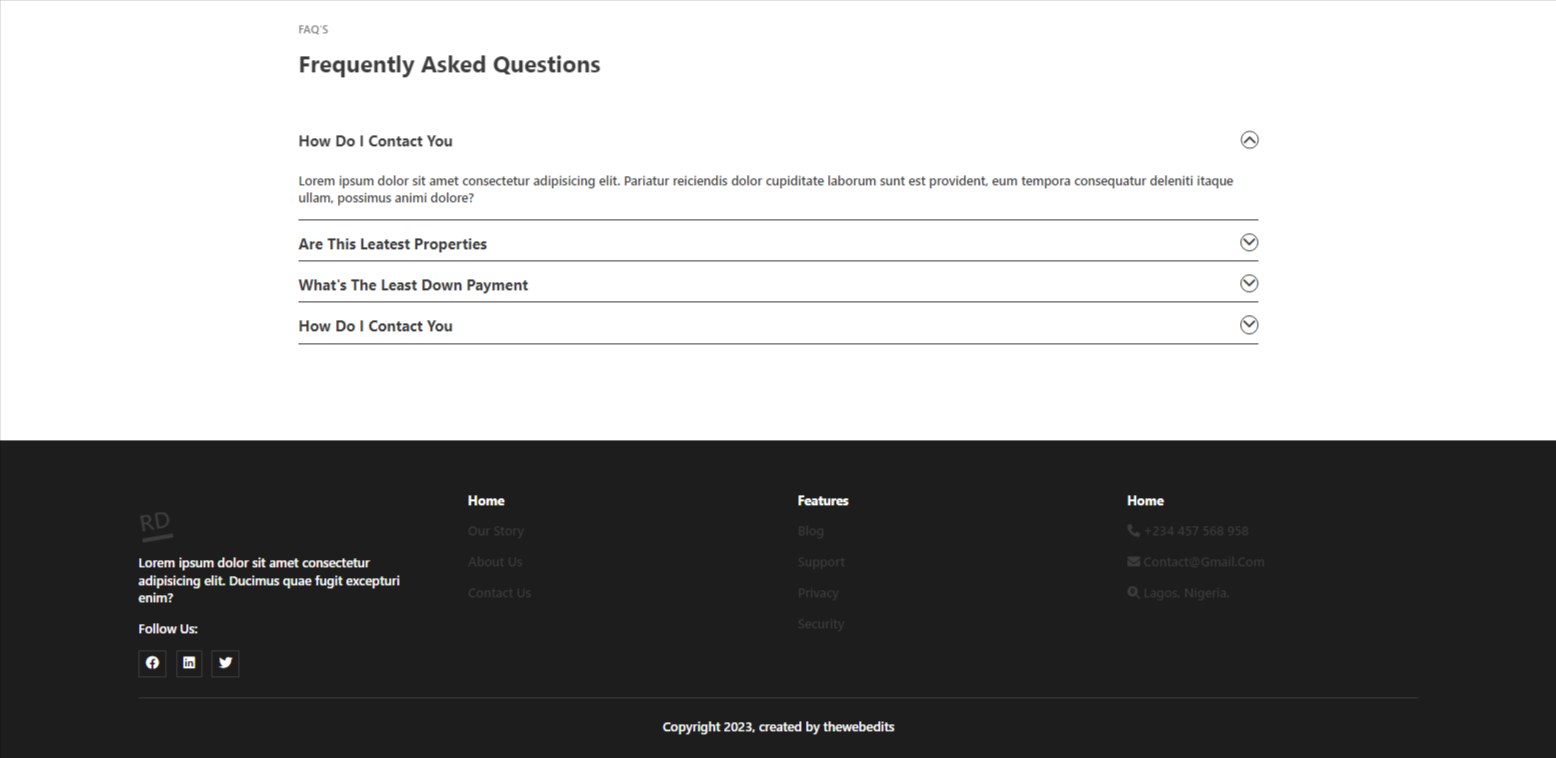 FAQ'S
Frequently Asked Questions
How Do I Contact You
Lorem ipsum dolor sit amet consectetur adipisicing elit. Pariatur reiciendis dolor cupiditate laborum sunt est provident, eum tempora consequatur deleniti itaque
ullam, possimus animi dolore?
Are This Leatest Properties
What's The Least Down Payment
How Do I Contact You
RD
Lorem ipsum dolor sit amet consectetur
adipisicing elit. Ducimus quae fugit excepturi
enim?
Follow Us:
Home
Our Story
About Us
Contact Us
Features
Blog
Support
Privacy
Security
Home
+234 457 568 958
Contact@Gmail.Com
Lagos, Nigeria.
Copyright 2023, created by thewebedits